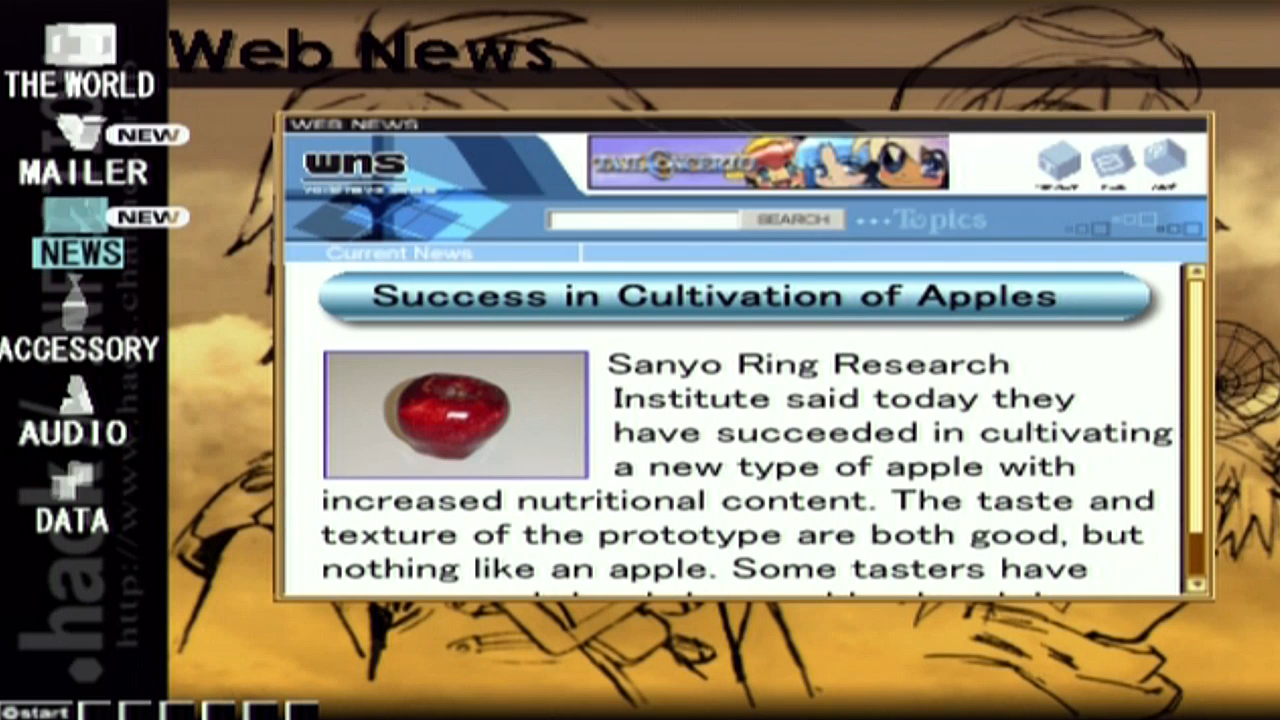 Web News
THE WORLD
NEW
MAILER
NEW
NEWS
ACCESSORY
AUDIO
DATA
start
.hack//
WEB NEWS
wns
TAIL CONCERTO
SEARCH
...Topics
Current News
Success in Cultivation of Apples
Sanyo Ring Research
Institute said today they
have succeeded in cultivating
a new type of apple with
increased nutritional content. The taste and
texture of the prototype are both good, but
nothing like an apple. Some tasters have